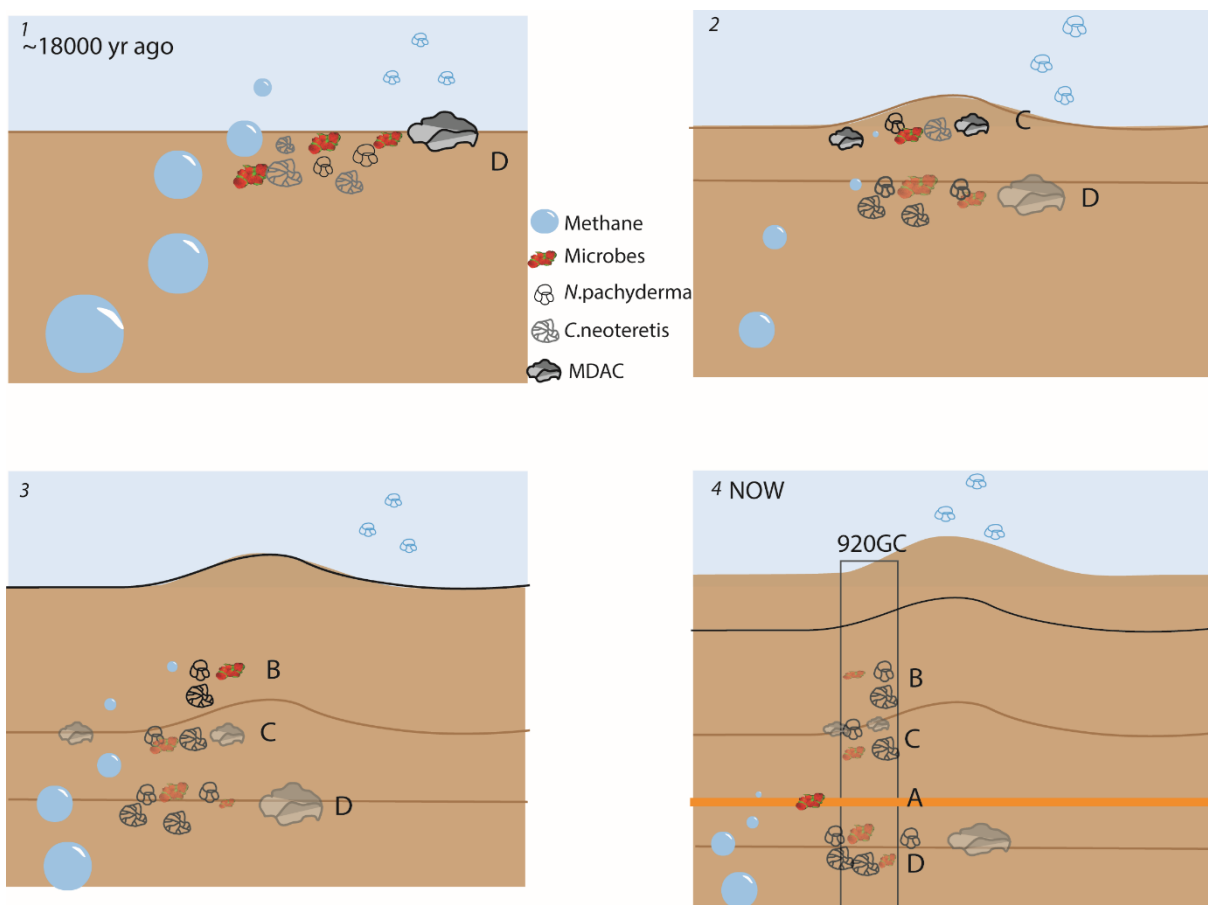 1
~18000 yr ago
D
2
C
D
Methane
Microbes
N.pachyderma
C.neoteretis
MDAC
3
B
C
D
4 NOW
920GC
B
C
A
D